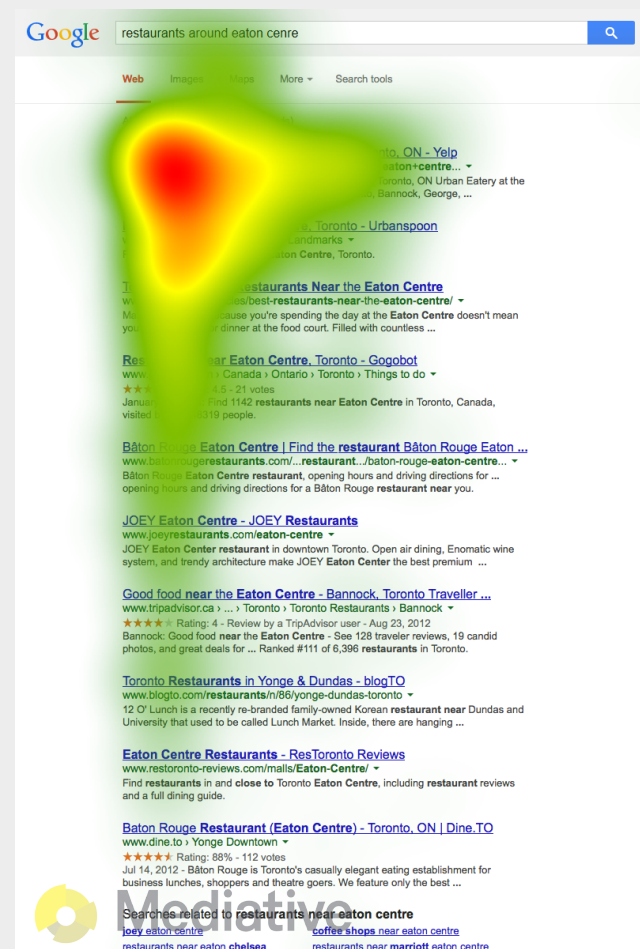 Google
restaurants around eaton cenre
Web Images Maps More Search tools
ON - Yelp
eaton+centre...
Toronto, ON Urban Eatery at the
Bannock, George, ...
Toronto - Urbanspoon
Landmarks
Eaton Centre, Toronto.
Restaurants Near the Eaton Centre
/best-restaurants-near-the-eaton-centre/
because you're spending the day at the Eaton Centre doesn't mean
dinner at the food court. Filled with countless ...
near Eaton Centre, Toronto - Gogobot
www. › Canada › Ontario › Toronto › Things to do
4.5 - 21 votes
Find 1142 restaurants near Eaton Centre in Toronto, Canada,
visited 8319 people.
Bâton Rouge Eaton Centre | Find the restaurant Bâton Rouge Eaton ...
www.batonrougerestaurants.com/...restaurant.../baton-rouge-eaton-centre...
Bâton Rouge Eaton Centre restaurant, opening hours and driving directions for ...
opening hours and driving directions for a Bâton Rouge restaurant near you.
JOEY Eaton Centre - JOEY Restaurants
www.joeyrestaurants.com/eaton-centre
JOEY Eaton Center restaurant in downtown Toronto. Open air dining, Enomatic wine
system, and trendy architecture make JOEY Eaton Center the best premium ...
Good food near the Eaton Centre - Bannock, Toronto Traveller ...
www.tripadvisor.ca › ... › Toronto › Toronto Restaurants › Bannock
★★★★★ Rating: 4 - Review by a TripAdvisor user - Aug 23, 2012
Bannock: Good food near the Eaton Centre - See 128 traveler reviews, 19 candid
photos, and great deals for ... Ranked #111 of 6,396 restaurants in Toronto.
Toronto Restaurants in Yonge & Dundas - blogTO
www.blogto.com/restaurants/n/86/yonge-dundas-toronto
12 O' Lunch is a recently re-branded family-owned Korean restaurant near Dundas and
University that used to be called Lunch Market. Inside, there are hanging ...
Eaton Centre Restaurants - ResToronto Reviews
www.restoronto-reviews.com/malls/Eaton-Centre/
Find restaurants in and close to Toronto Eaton Centre, including restaurant reviews
and a full dining guide.
Baton Rouge Restaurant (Eaton Centre) - Toronto, ON | Dine.TO
www.dine.to › Yonge Downtown
★★★★★ Rating: 88% - 112 votes
Jul 14, 2012 - Bâton Rouge is Toronto's casually elegant eating establishment for
business lunches, shoppers and theatre goers. We feature only the best ...
Mediative
Searches related to restaurants near eaton centre
joey eaton centre coffee shops near eaton centre
restaurants near eaton chelsea restaurants near marriott eaton centre